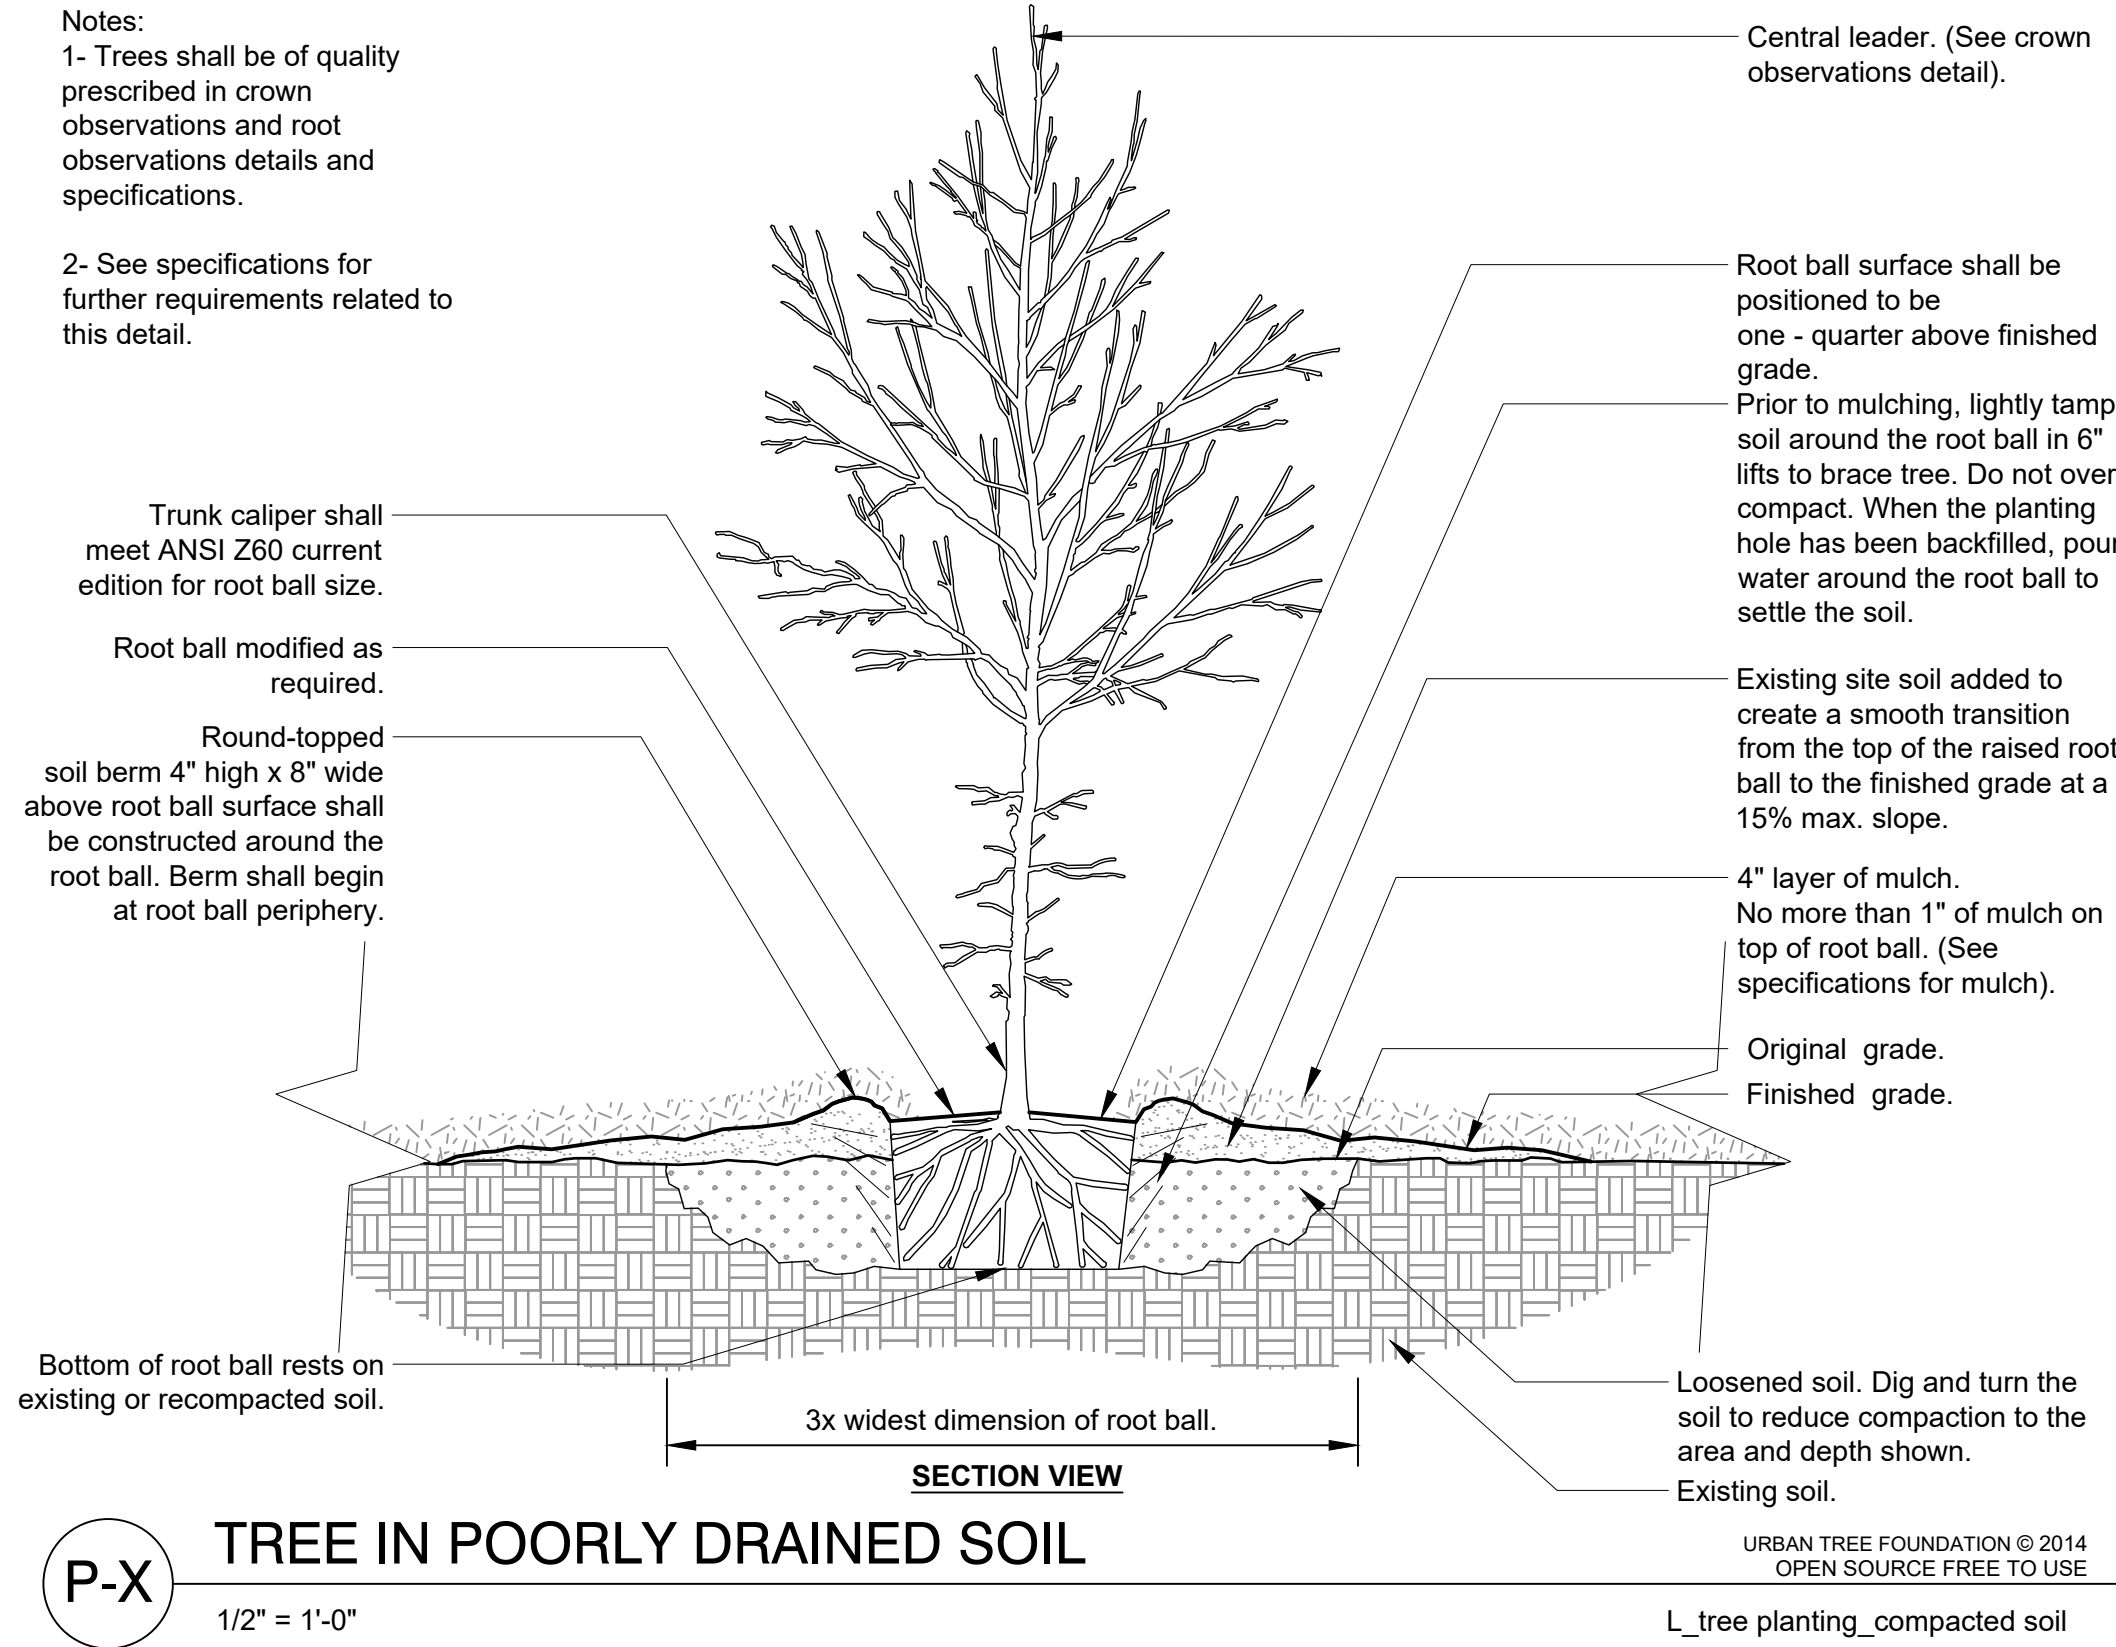 Notes:
1- Trees shall be of quality
prescribed in crown
observations and root
observations details and
specifications.
2- See specifications for
further requirements related to
this detail.
Trunk caliper shall
meet ANSI Z60 current
edition for root ball size.
Root ball modified as
required.
Round-topped
soil berm 4" high x 8" wide
above root ball surface shall
be constructed around the
root ball. Berm shall begin
at root ball periphery.
Bottom of root ball rests on
existing or recompacted soil.
Central leader. (See crown
observations detail).
Root ball surface shall be
positioned to be
one - quarter above finished
grade.
Prior to mulching, lightly tamp
soil around the root ball in 6"
lifts to brace tree. Do not over
compact. When the planting
hole has been backfilled, pour
water around the root ball to
settle the soil.
Existing site soil added to
create a smooth transition
from the top of the raised root
ball to the finished grade at a
15% max. slope.
4" layer of mulch.
No more than 1" of mulch on
top of root ball. (See
specifications for mulch).
Original grade.
Finished grade.
Loosened soil. Dig and turn the
soil to reduce compaction to the
area and depth shown.
Existing soil.
3x widest dimension of root ball.
SECTION VIEW
P-X
TREE IN POORLY DRAINED SOIL
URBAN TREE FOUNDATION © 2014
OPEN SOURCE FREE TO USE
1/2" = 1'-0"
L_tree planting_compacted soil